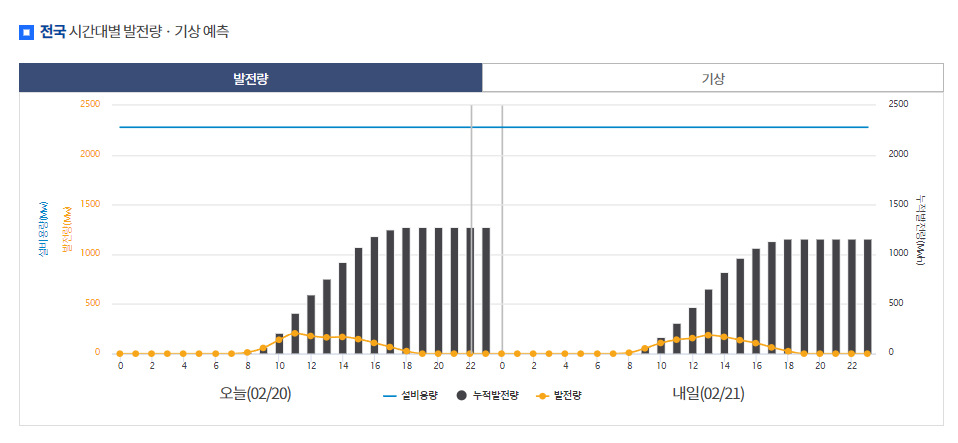 전국 시간대별 발전량 · 기상 예측
발전량 기상
2500 2500
2000 2000
1500 1500
1000 1000
500 500
0 0
설비용량(Mw)
발전량(Mw)
누적발전량(Mwh)
0 2 4 6 8 10 12 14 16 18 20 22 0 2 4 6 8 10 12 14 16 18 20 22
오늘(02/20) 설비용량 누적발전량 발전량 내일(02/21)